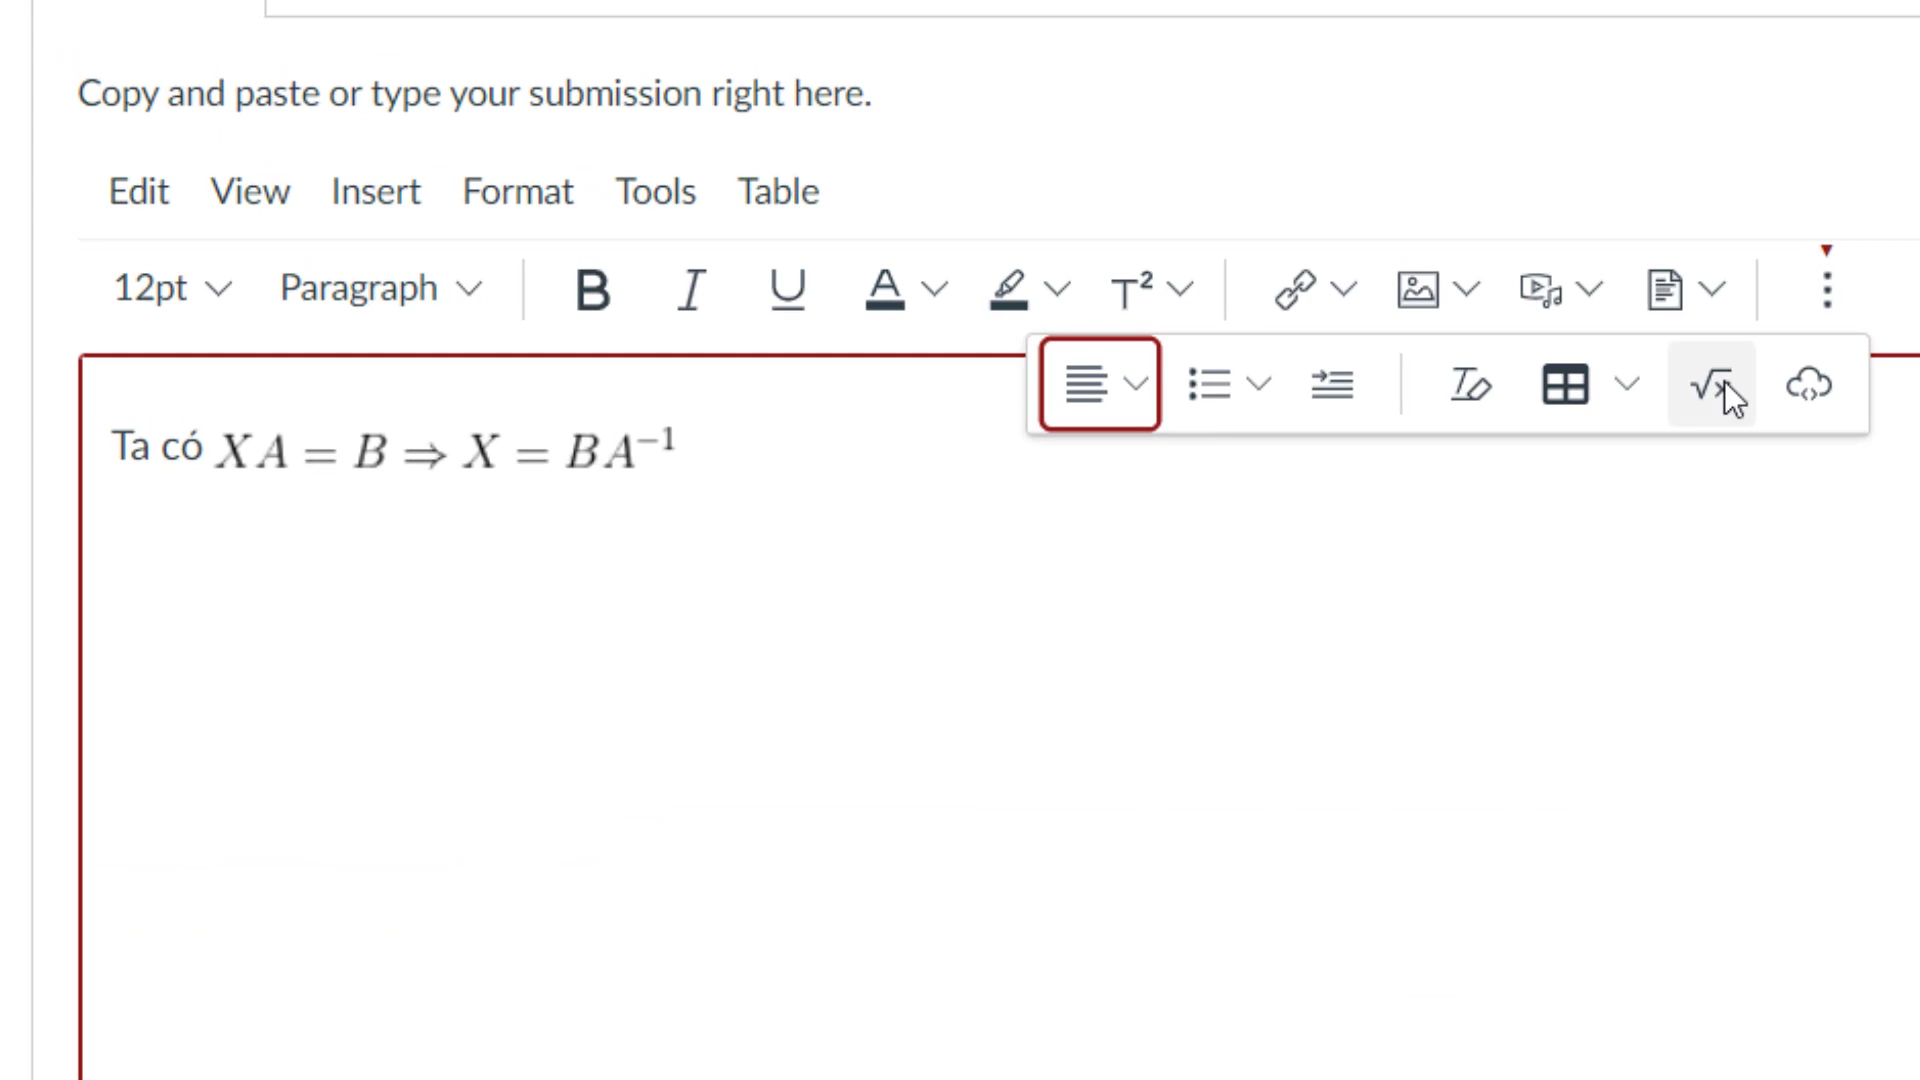 Copy and paste or type your submission right here.
Edit View Insert Format Tools Table
12pt Paragraph B I U A T²
Ta có XA = B ⇒ X = BA⁻¹